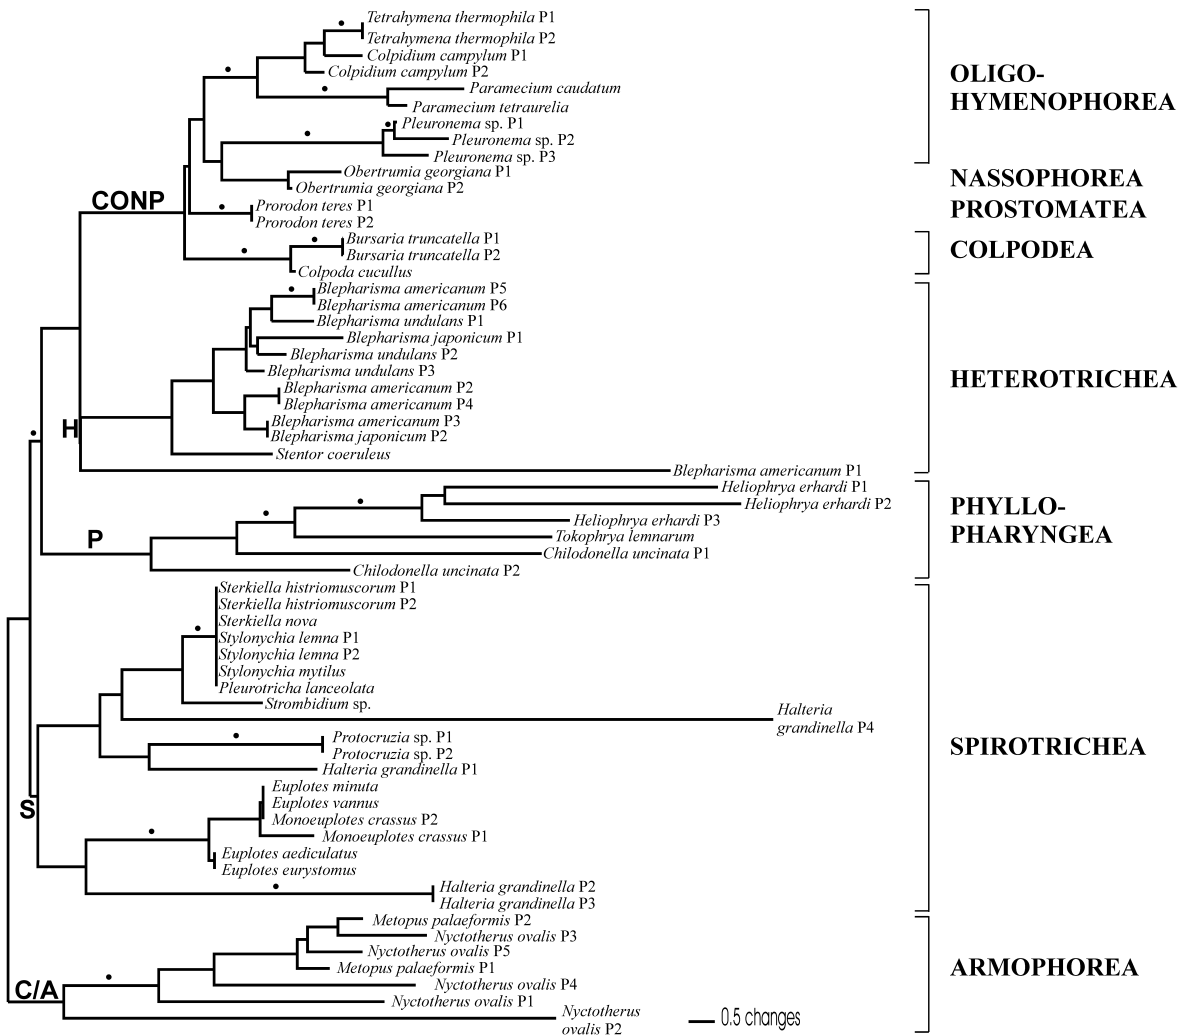 Tetrahymena thermophila P1
Tetrahymena thermophila P2
Colpidium campylum P1
Colpidium campylum P2
Paramecium caudatum
Paramecium tetraurelia
Pleuronema sp. P1
Pleuronema sp. P2
Pleuronema sp. P3
OLIGO-
HYMENOPHOREA
Obertrumia georgiana P1
Obertrumia georgiana P2
NASSOPHOREA
CONP
Prorodon teres P1
Prorodon teres P2
PROSTOMATEA
Bursaria truncatella P1
Bursaria truncatella P2
Colpoda cucullus
COLPODEA
Blepharisma americanum P5
Blepharisma americanum P6
Blepharisma undulans P1
Blepharisma japonicum P1
Blepharisma undulans P2
Blepharisma undulans P3
Blepharisma americanum P2
Blepharisma americanum P4
Blepharisma americanum P3
Blepharisma japonicum P2
H
Stentor coeruleus
Blepharisma americanum P1
HETEROTRICHEA
Heliophrya erhardi P1
Heliophrya erhardi P2
Heliophrya erhardi P3
Tokophrya lemnarum
P
Chilodonella uncinata P1
Chilodonella uncinata P2
PHYLLO-
PHARYNGEA
Sterkiella histriomuscorum P1
Sterkiella histriomuscorum P2
Sterkiella nova
Stylonychia lemna P1
Stylonychia lemna P2
Stylonychia mytilus
Pleurotricha lanceolata
Strombidium sp.
Halteria
grandinella P4
Protocruzia sp. P1
Protocruzia sp. P2
Halteria grandinella P1
SPIROTRICHEA
Euplotes minuta
Euplotes vannus
S
Monoeuplotes crassus P2
Monoeuplotes crassus P1
Euplotes aediculatus
Euplotes eurystomus
Halteria grandinella P2
Halteria grandinella P3
Metopus palaeformis P2
Nyctotherus ovalis P3
Nyctotherus ovalis P5
Metopus palaeformis P1
ARMOPHOREA
Nyctotherus ovalis P4
C/A
Nyctotherus ovalis P1
Nyctotherus
ovalis P2
0.5 changes